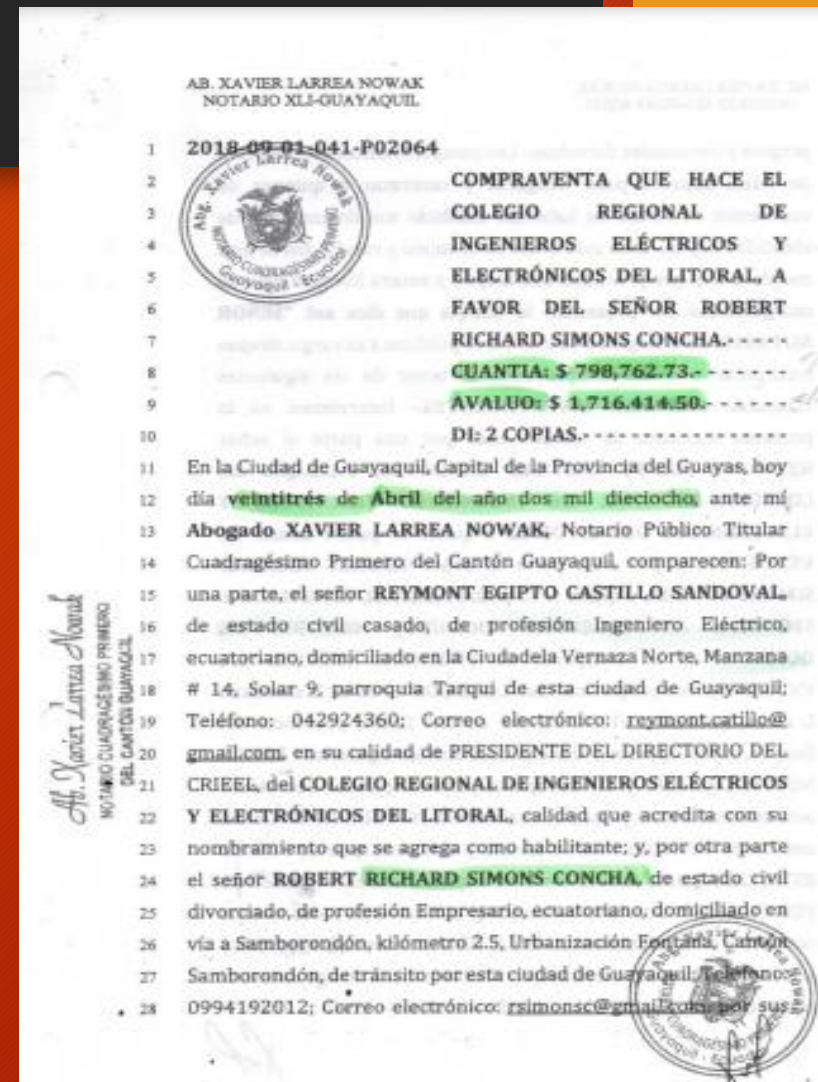 AB. XAVIER LARREA NOWAK
NOTARIO XLI-GUAYAQUIL
1 2018-09-01-041-P02064
Abg. Xavier Larrea Nowak
NOTARIO CUADRAGÉSIMO PRIMERO
Guayaquil - Ecuador
2 COMPRAVENTA QUE HACE EL
3 COLEGIO REGIONAL DE
4 INGENIEROS ELÉCTRICOS Y
5 ELECTRÓNICOS DEL LITORAL, A
6 FAVOR DEL SEÑOR ROBERT
7 RICHARD SIMONS CONCHA.- - - - - -
8 CUANTIA: $ 798,762.73.- - - - - - -
9 AVALUO: $ 1,716.414.50.- - - - - - -
10 DI: 2 COPIAS.- - - - - - - - - - - - - - - - -
11 En la Ciudad de Guayaquil, Capital de la Provincia del Guayas, hoy
12 día veintitrés de Abril del año dos mil dieciocho, ante mí
13 Abogado XAVIER LARREA NOWAK, Notario Público Titular
14 Cuadragésimo Primero del Cantón Guayaquil, comparecen: Por
15 una parte, el señor REYMONT EGIPTO CASTILLO SANDOVAL,
16 de estado civil casado, de profesión Ingeniero Eléctrico,
17 ecuatoriano, domiciliado en la Ciudadela Vernaza Norte, Manzana
18 # 14, Solar 9, parroquia Tarqui de esta ciudad de Guayaquil;
19 Teléfono: 042924360; Correo electrónico: reymont.catillo@
20 gmail.com, en su calidad de PRESIDENTE DEL DIRECTORIO DEL
21 CRIEEL, del COLEGIO REGIONAL DE INGENIEROS ELÉCTRICOS
22 Y ELECTRÓNICOS DEL LITORAL, calidad que acredita con su
23 nombramiento que se agrega como habilitante; y, por otra parte
24 el señor ROBERT RICHARD SIMONS CONCHA, de estado civil
25 divorciado, de profesión Empresario, ecuatoriano, domiciliado en
26 vía a Samborondón, kilómetro 2.5, Urbanización Fontana, Cantón
27 Samborondón, de tránsito por esta ciudad de Guayaquil; Teléfono:
28 0994192012; Correo electrónico: rsimonsc@gmail.com, por sus
Ab. Xavier Larrea Nowak
NOTARIO CUADRAGÉSIMO PRIMERO
DEL CANTÓN GUAYAQUIL